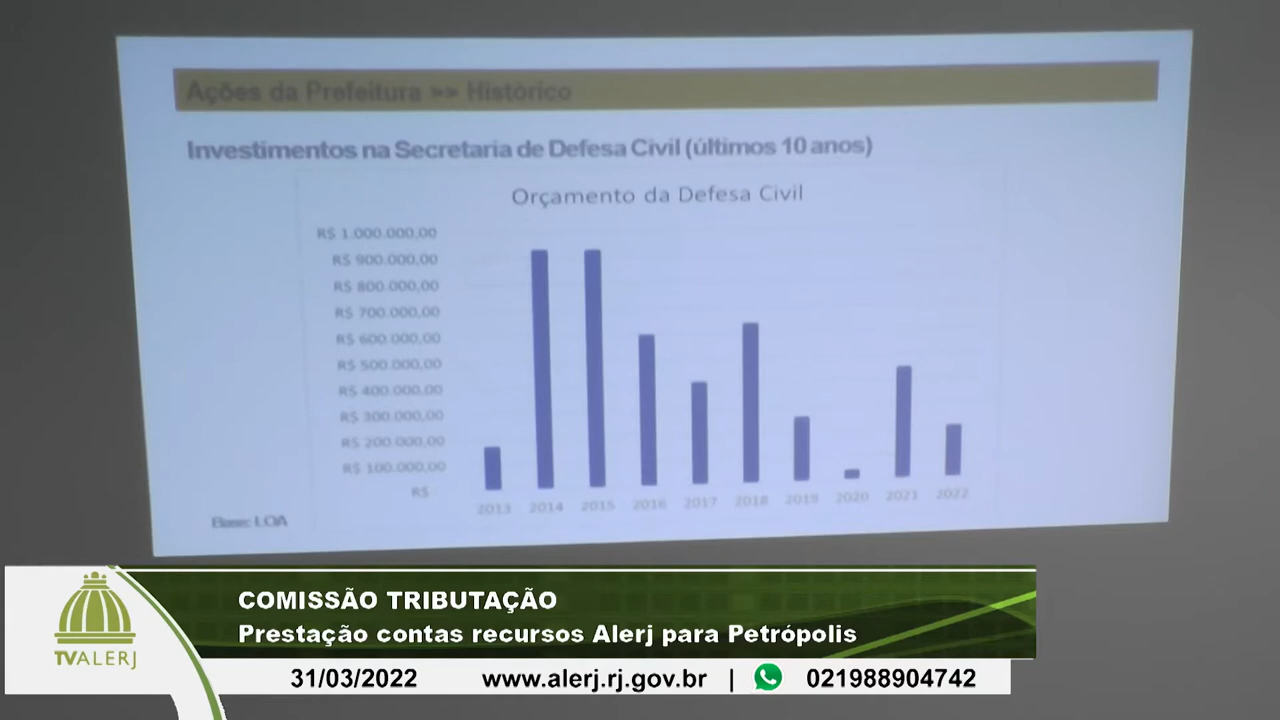 Ações da Prefeitura >> Histórico
Investimentos na Secretaria de Defesa Civil (últimos 10 anos)
Orçamento da Defesa Civil
R$ 1.000.000,00
R$ 900.000,00
R$ 800.000,00
R$ 700.000,00
R$ 600.000,00
R$ 500.000,00
R$ 400.000,00
R$ 300.000,00
R$ 200.000,00
R$ 100.000,00
R$
2013 2014 2015 2016 2017 2018 2019 2020 2021 2022
Base: LOA
COMISSÃO TRIBUTAÇÃO
Prestação contas recursos Alerj para Petrópolis
TVALERJ
31/03/2022 www.alerj.rj.gov.br | 021988904742